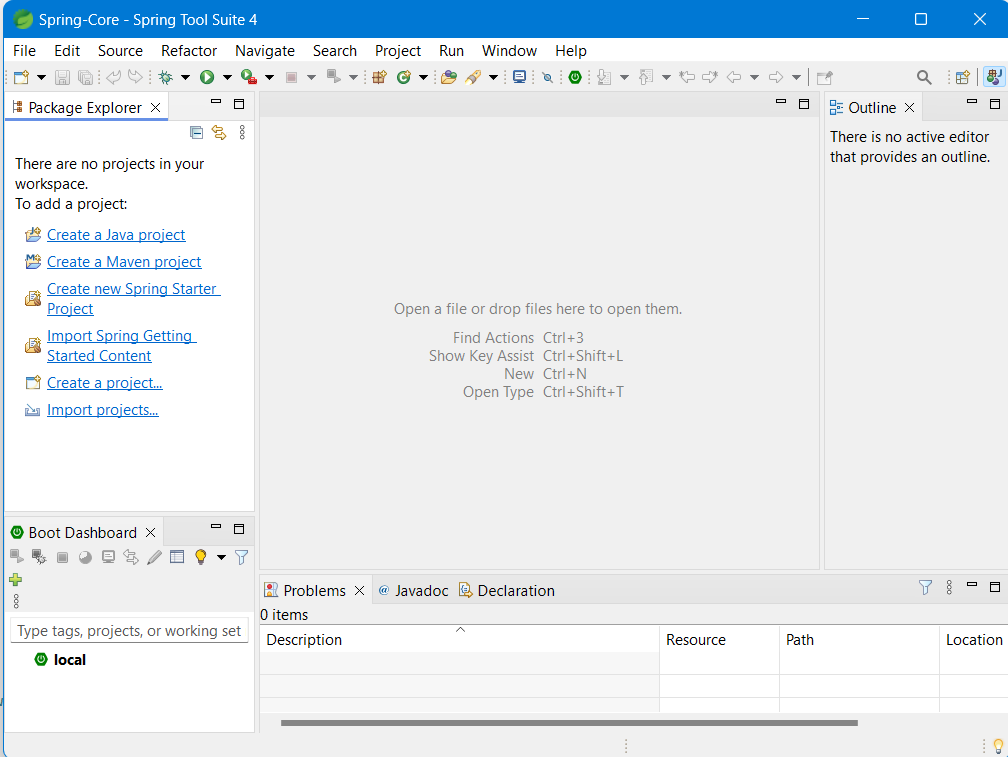 Spring-Core - Spring Tool Suite 4
File Edit Source Refactor Navigate Search Project Run Window Help
Package Explorer
There are no projects in your
workspace.
To add a project:
Create a Java project
Create a Maven project
Create new Spring Starter
Project
Import Spring Getting
Started Content
Create a project...
Import projects...
Open a file or drop files here to open them.
Find Actions Ctrl+3
Show Key Assist Ctrl+Shift+L
New Ctrl+N
Open Type Ctrl+Shift+T
Outline
There is no active editor
that provides an outline.
Boot Dashboard
Type tags, projects, or working set
local
Problems @ Javadoc Declaration
0 items
Description Resource Path Location